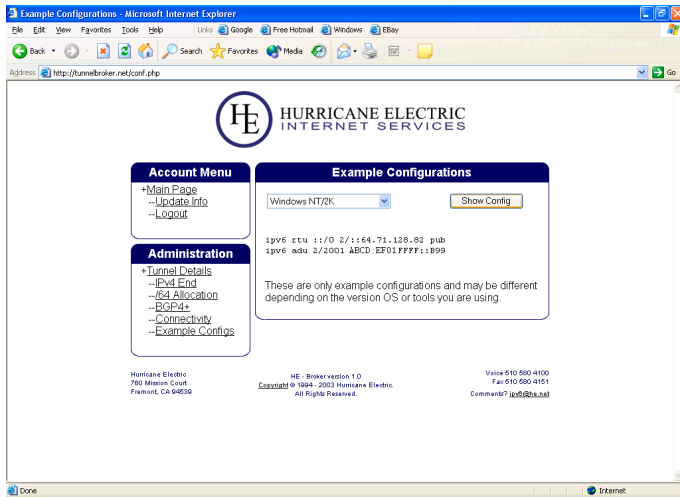 Example Configurations - Microsoft Internet Explorer
File Edit View Favorites Tools Help Links Google Free Hotmail Windows EBay
Back Search Favorites Media
Address http://tunnelbroker.net/conf.php Go
HE HURRICANE ELECTRIC
INTERNET SERVICES
Account Menu
+Main Page
--Update Info
--Logout
Administration
+Tunnel Details
--IPv4 End
--/64 Allocation
--BGP4+
--Connectivity
--Example Configs
Example Configurations
Windows NT/2K Show Config
ipv6 rtu ::/0 2/::64.71.128.82 pub
ipv6 adu 2/2001 ABCD:EF01FFFF::B99
These are only example configurations and may be different
depending on the version OS or tools you are using.
Hurricane Electric
760 Mission Court
Fremont, CA 94539
HE - Broker version 1.0
Copyright © 1994 - 2003 Hurricane Electric.
All Rights Reserved.
Voice 510 580 4100
Fax 510 580 4151
Comments? ipv6@he.net
Done Internet